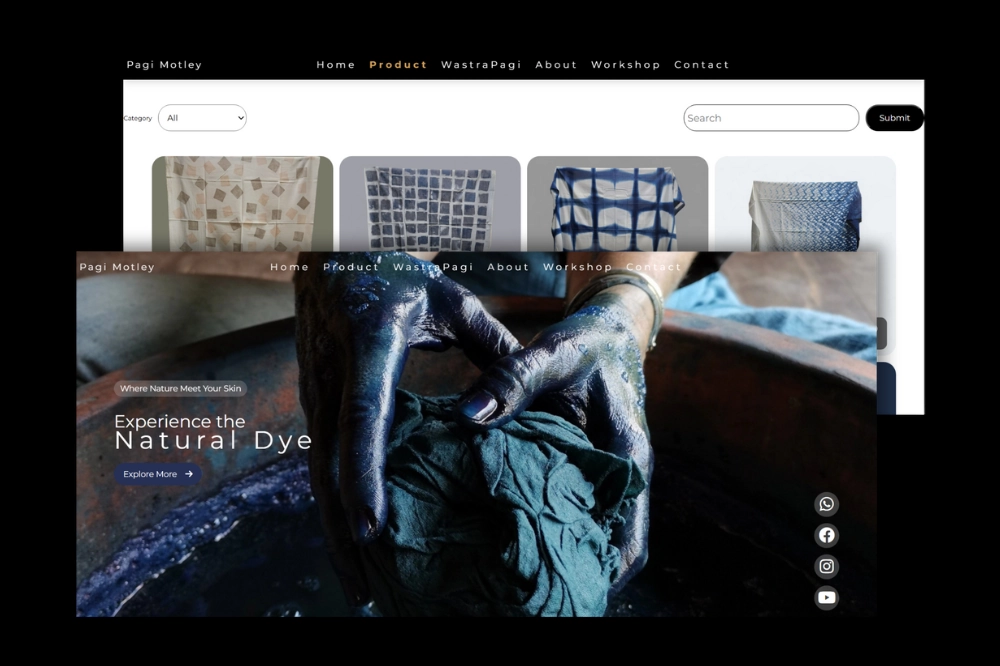 Pagi Motley Home Product WastraPagi About Workshop Contact
Category All Search Submit
Pagi Motley Home Product WastraPagi About Workshop Contact
Where Nature Meet Your Skin
Experience the
Natural Dye
Explore More